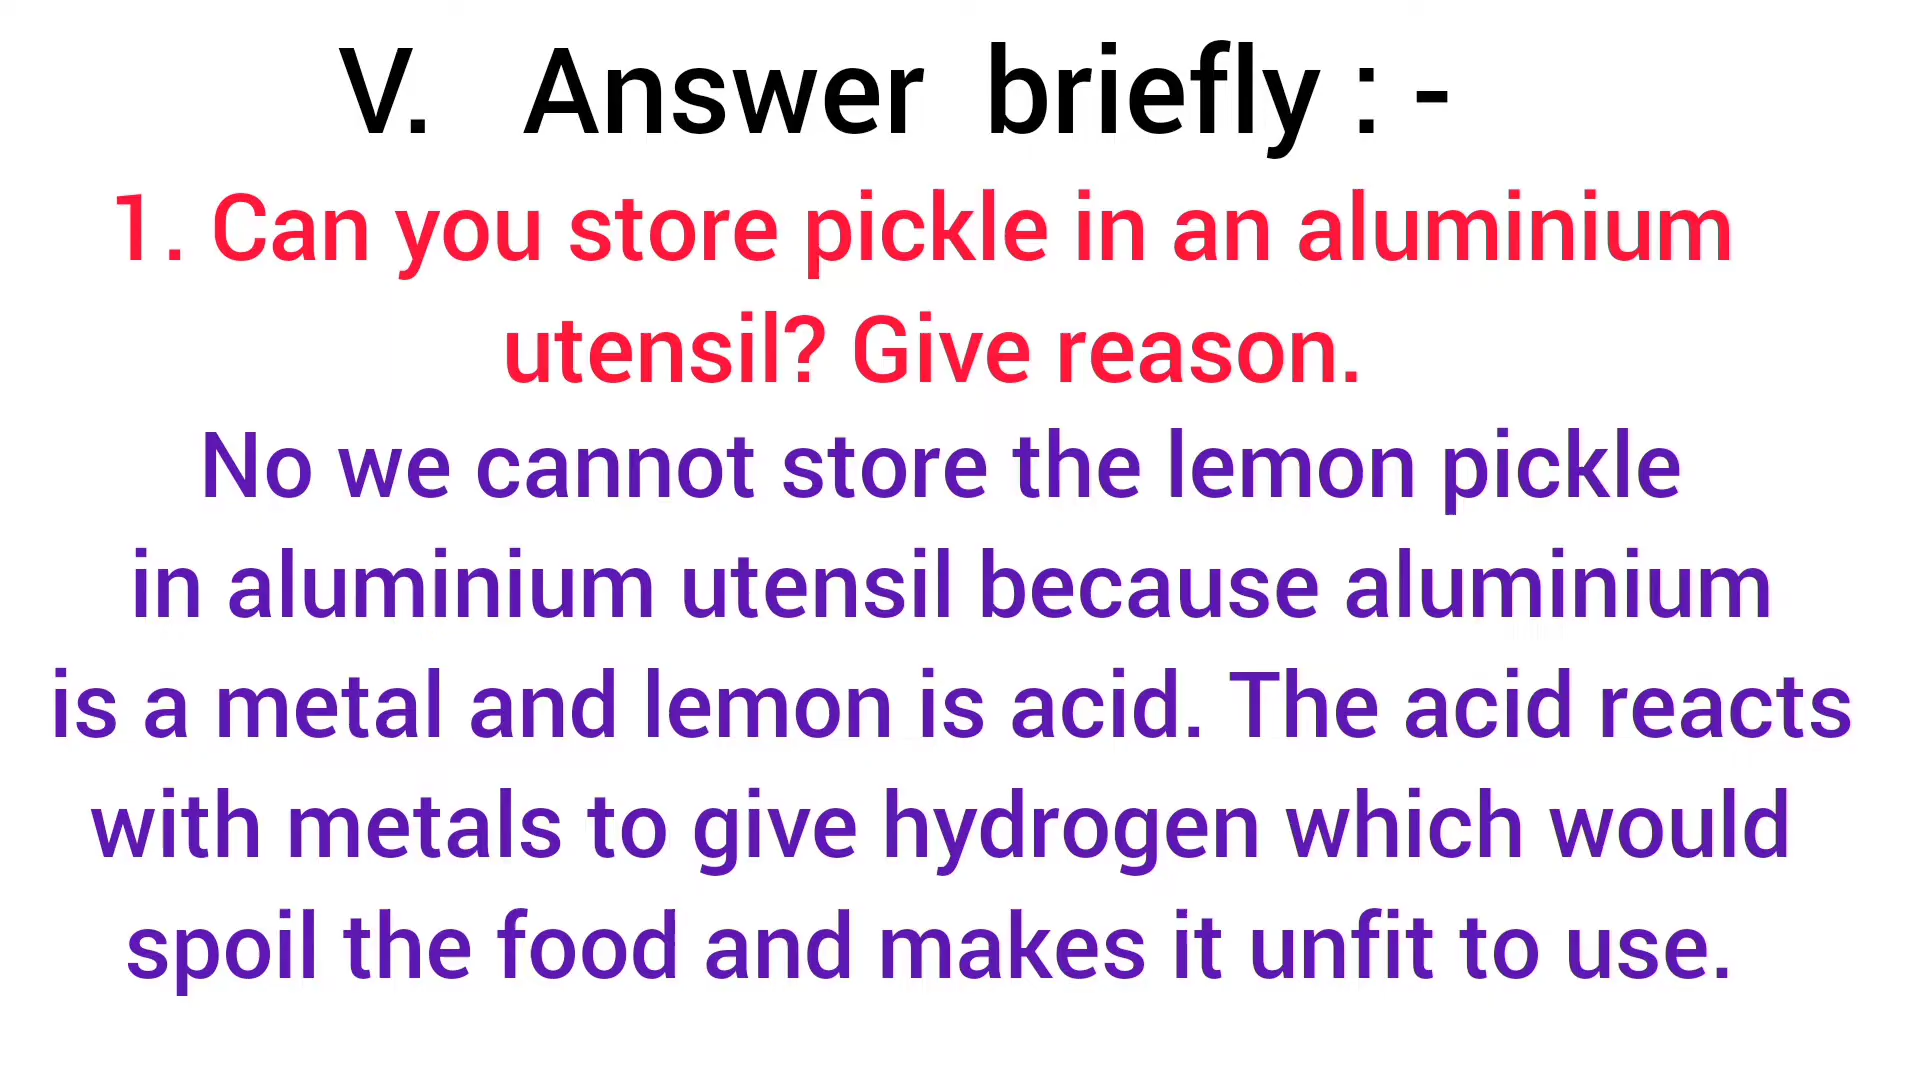 V. Answer briefly : -
1. Can you store pickle in an aluminium
utensil? Give reason.
No we cannot store the lemon pickle
in aluminium utensil because aluminium
is a metal and lemon is acid. The acid reacts
with metals to give hydrogen which would
spoil the food and makes it unfit to use.